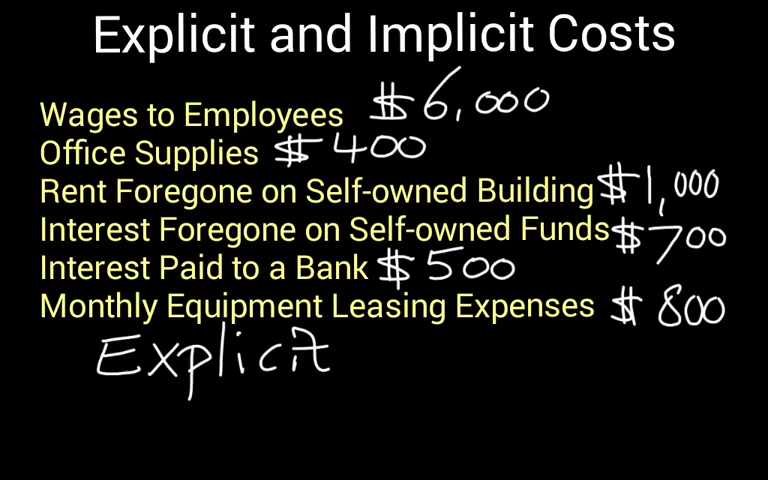 Explicit and Implicit Costs
Wages to Employees $6,000
Office Supplies $400
Rent Foregone on Self-owned Building $1,000
Interest Foregone on Self-owned Funds $700
Interest Paid to a Bank $500
Monthly Equipment Leasing Expenses $800
Explicit